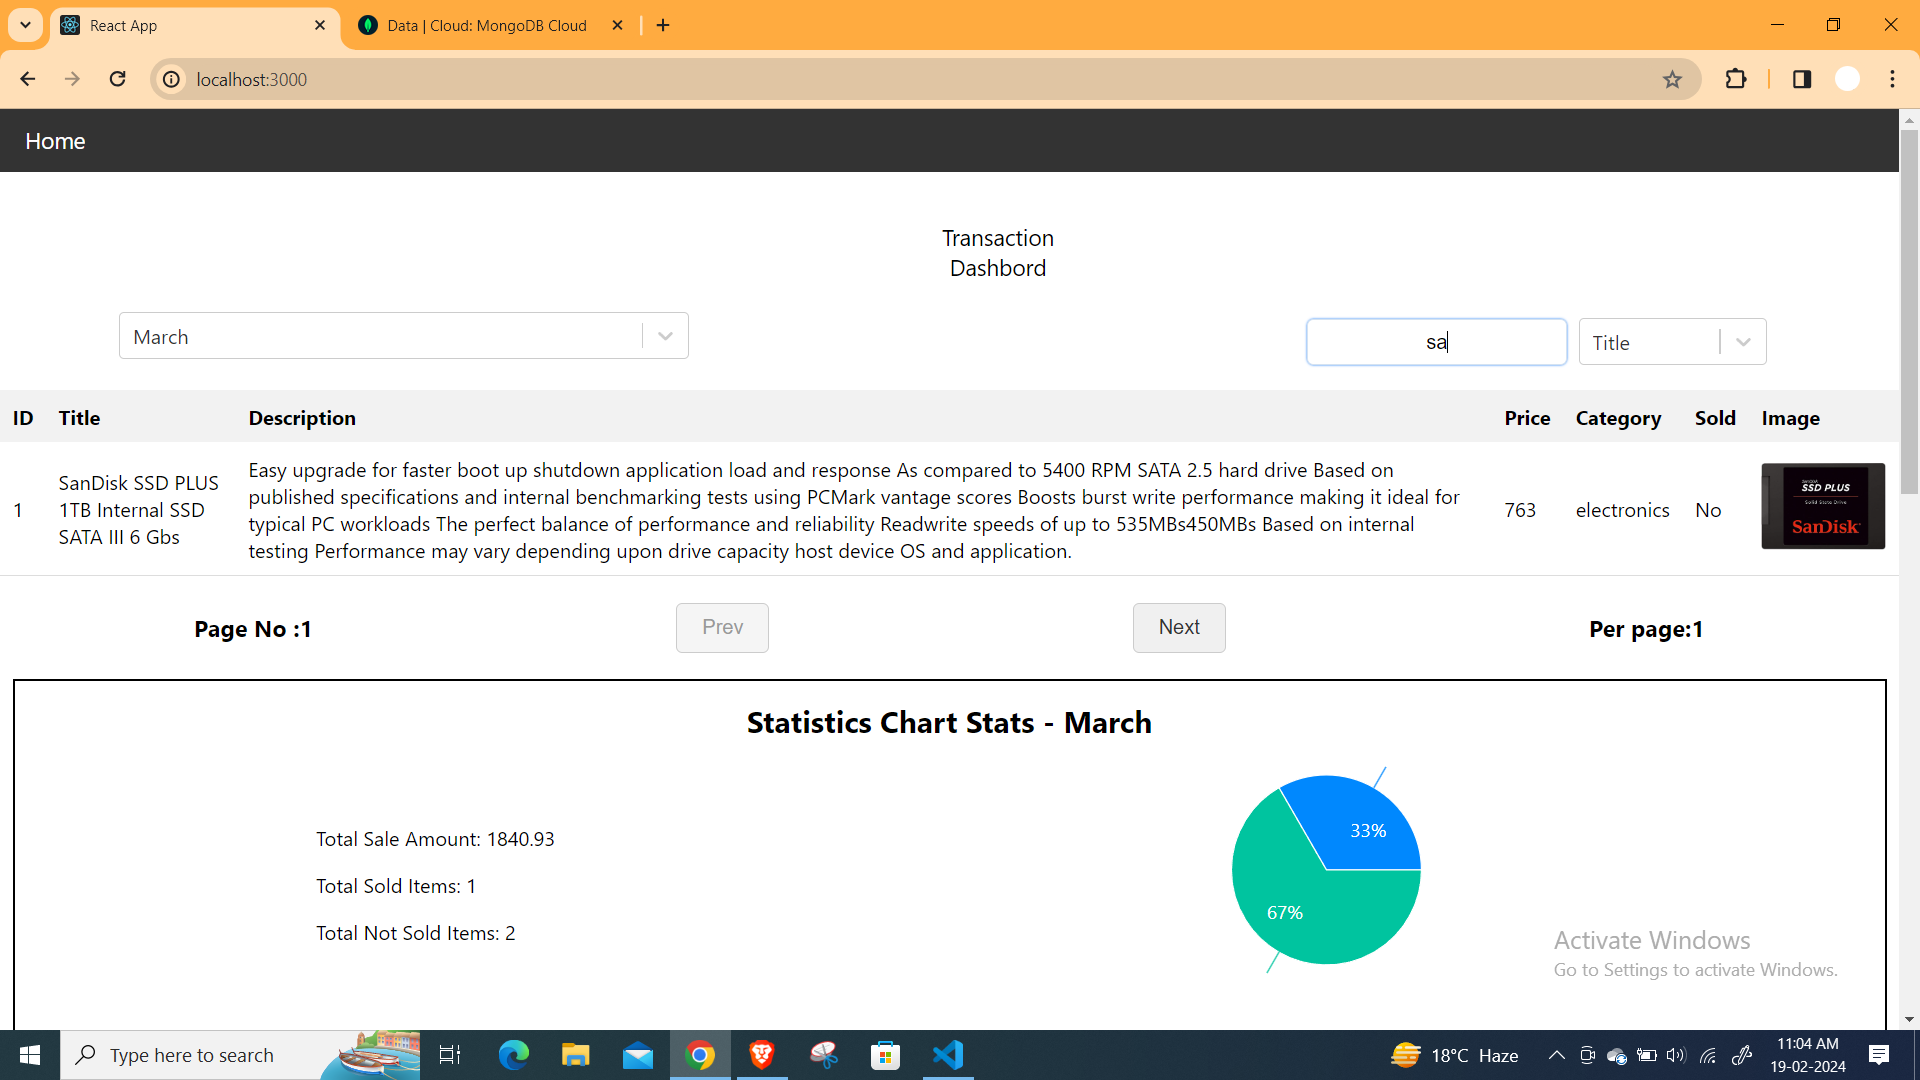 React App
Data | Cloud: MongoDB Cloud
localhost:3000
Home
Transaction
Dashbord
March
sa
Title
ID Title Description Price Category Sold Image
1
SanDisk SSD PLUS
1TB Internal SSD
SATA III 6 Gbs
Easy upgrade for faster boot up shutdown application load and response As compared to 5400 RPM SATA 2.5 hard drive Based on
published specifications and internal benchmarking tests using PCMark vantage scores Boosts burst write performance making it ideal for
typical PC workloads The perfect balance of performance and reliability Readwrite speeds of up to 535MBs450MBs Based on internal
testing Performance may vary depending upon drive capacity host device OS and application.
763
electronics
No
SanDisk
SSD PLUS
Solid State Drive
SanDisk
Page No :1
Prev
Next
Per page:1
Statistics Chart Stats - March
Total Sale Amount: 1840.93
Total Sold Items: 1
Total Not Sold Items: 2
33%
67%
Activate Windows
Go to Settings to activate Windows.
Type here to search
18°C Haze
11:04 AM
19-02-2024